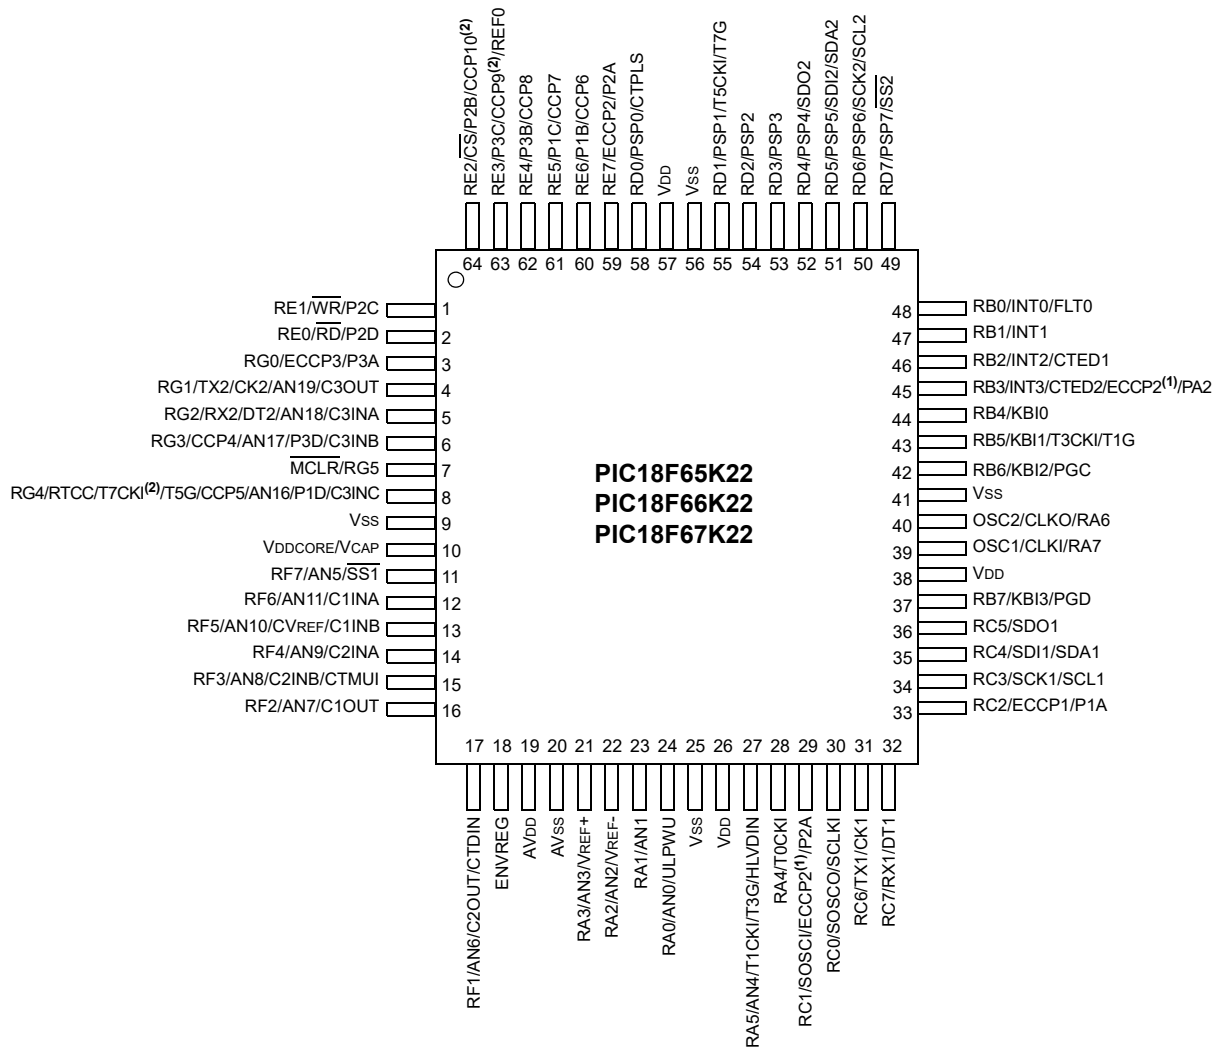 RE2/CS/P2B/CCP10(2)
RE3/P3C/CCP9(2)/REF0
RE4/P3B/CCP8
RE5/P1C/CCP7
RE6/P1B/CCP6
RE7/ECCP2/P2A
RD0/PSP0/CTPLS
VDD
VSS
RD1/PSP1/T5CKI/T7G
RD2/PSP2
RD3/PSP3
RD4/PSP4/SDO2
RD5/PSP5/SDI2/SDA2
RD6/PSP6/SCK2/SCL2
RD7/PSP7/SS2
64 63 62 61 60 59 58 57 56 55 54 53 52 51 50 49
RE1/WR/P2C 1
RE0/RD/P2D 2
RG0/ECCP3/P3A 3
RG1/TX2/CK2/AN19/C3OUT 4
RG2/RX2/DT2/AN18/C3INA 5
RG3/CCP4/AN17/P3D/C3INB 6
MCLR/RG5 7
RG4/RTCC/T7CKI(2)/T5G/CCP5/AN16/P1D/C3INC 8
VSS 9
VDDCORE/VCAP 10
RF7/AN5/SS1 11
RF6/AN11/C1INA 12
RF5/AN10/CVREF/C1INB 13
RF4/AN9/C2INA 14
RF3/AN8/C2INB/CTMUI 15
RF2/AN7/C1OUT 16
PIC18F65K22
PIC18F66K22
PIC18F67K22
48 RB0/INT0/FLT0
47 RB1/INT1
46 RB2/INT2/CTED1
45 RB3/INT3/CTED2/ECCP2(1)/PA2
44 RB4/KBI0
43 RB5/KBI1/T3CKI/T1G
42 RB6/KBI2/PGC
41 VSS
40 OSC2/CLKO/RA6
39 OSC1/CLKI/RA7
38 VDD
37 RB7/KBI3/PGD
36 RC5/SDO1
35 RC4/SDI1/SDA1
34 RC3/SCK1/SCL1
33 RC2/ECCP1/P1A
17 18 19 20 21 22 23 24 25 26 27 28 29 30 31 32
RF1/AN6/C2OUT/CTDIN
ENVREG
AVDD
AVSS
RA3/AN3/VREF+
RA2/AN2/VREF-
RA1/AN1
RA0/AN0/ULPWU
VSS
VDD
RA5/AN4/T1CKI/T3G/HLVDIN
RA4/T0CKI
RC1/SOSCI/ECCP2(1)/P2A
RC0/SOSCO/SCLKI
RC6/TX1/CK1
RC7/RX1/DT1